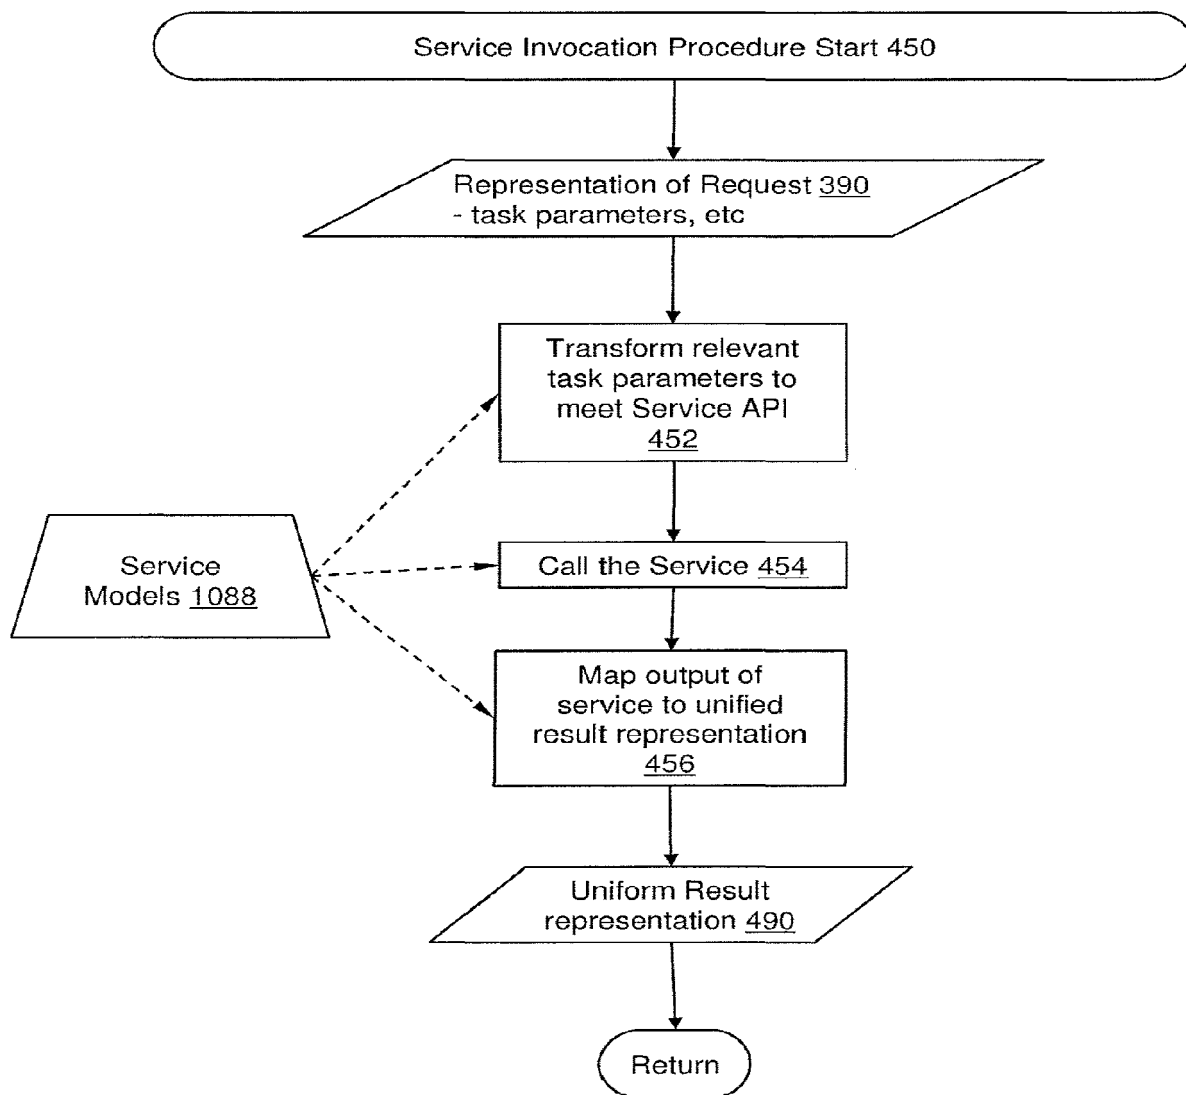 Service Invocation Procedure Start 450
Representation of Request 390
- task parameters, etc
Transform relevant
task parameters to
meet Service API
452
Service
Models 1088
Call the Service 454
Map output of
service to unified
result representation
456
Uniform Result
representation 490
Return